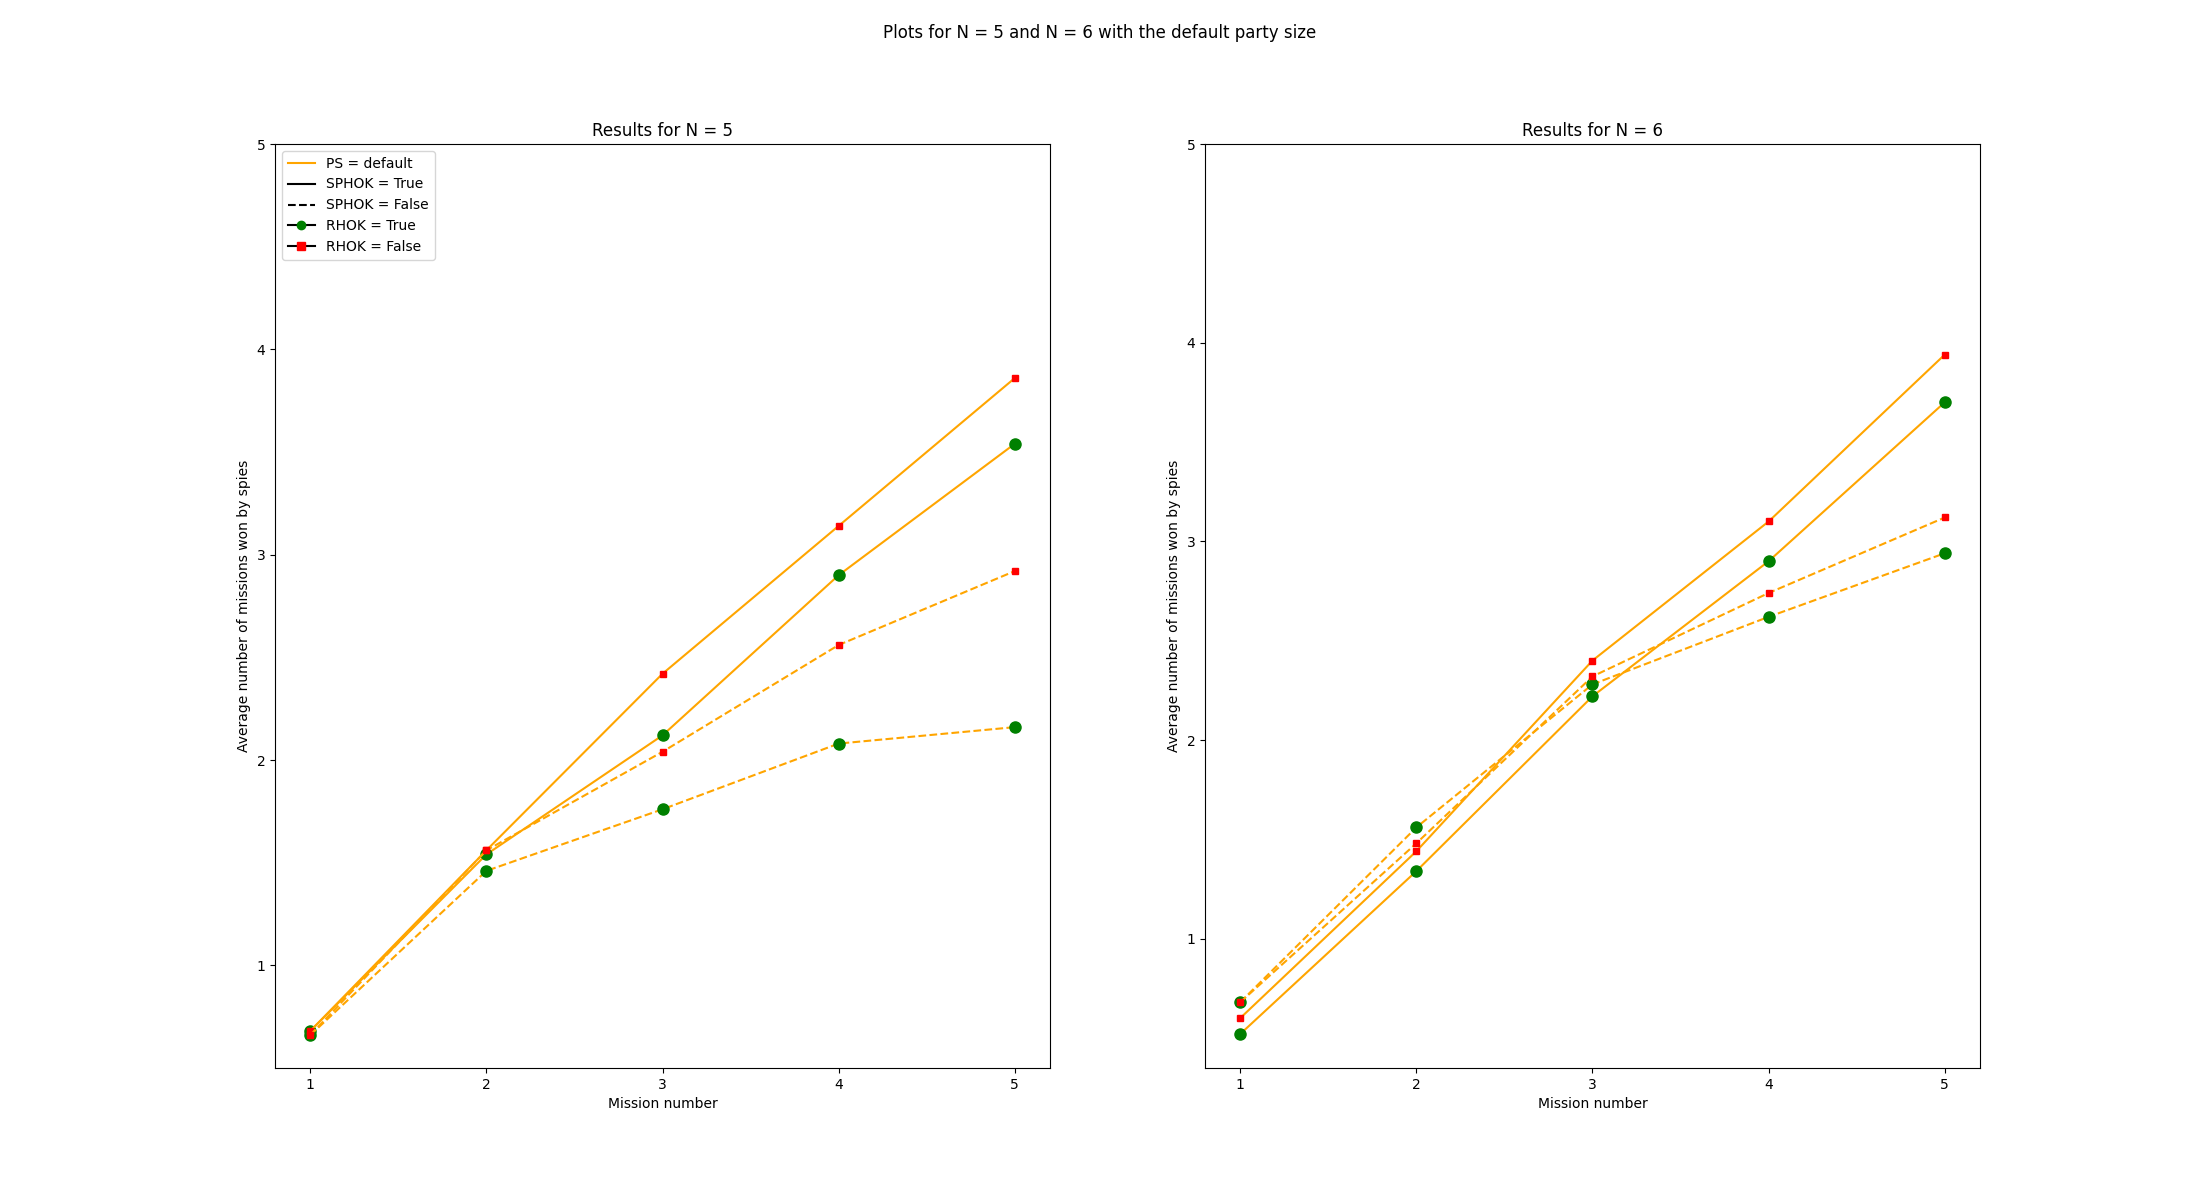 Plots for N = 5 and N = 6 with the default party size
Results for N = 5
5
4
3
2
1
Average number of missions won by spies
PS = default
SPHOK = True
SPHOK = False
RHOK = True
RHOK = False
1 2 3 4 5
Mission number
Results for N = 6
5
4
3
2
1
Average number of missions won by spies
1 2 3 4 5
Mission number